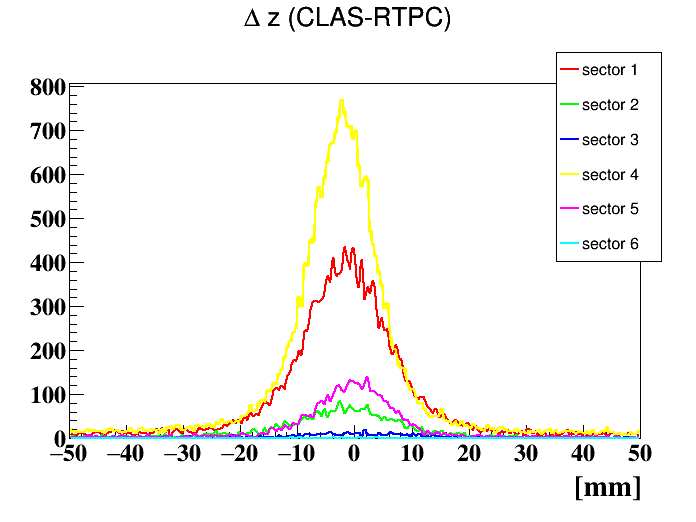 Δ z (CLAS-RTPC)
sector 1
sector 2
sector 3
sector 4
sector 5
sector 6
800
700
600
500
400
300
200
100
0
−50 −40 −30 −20 −10 0 10 20 30 40 50
[mm]